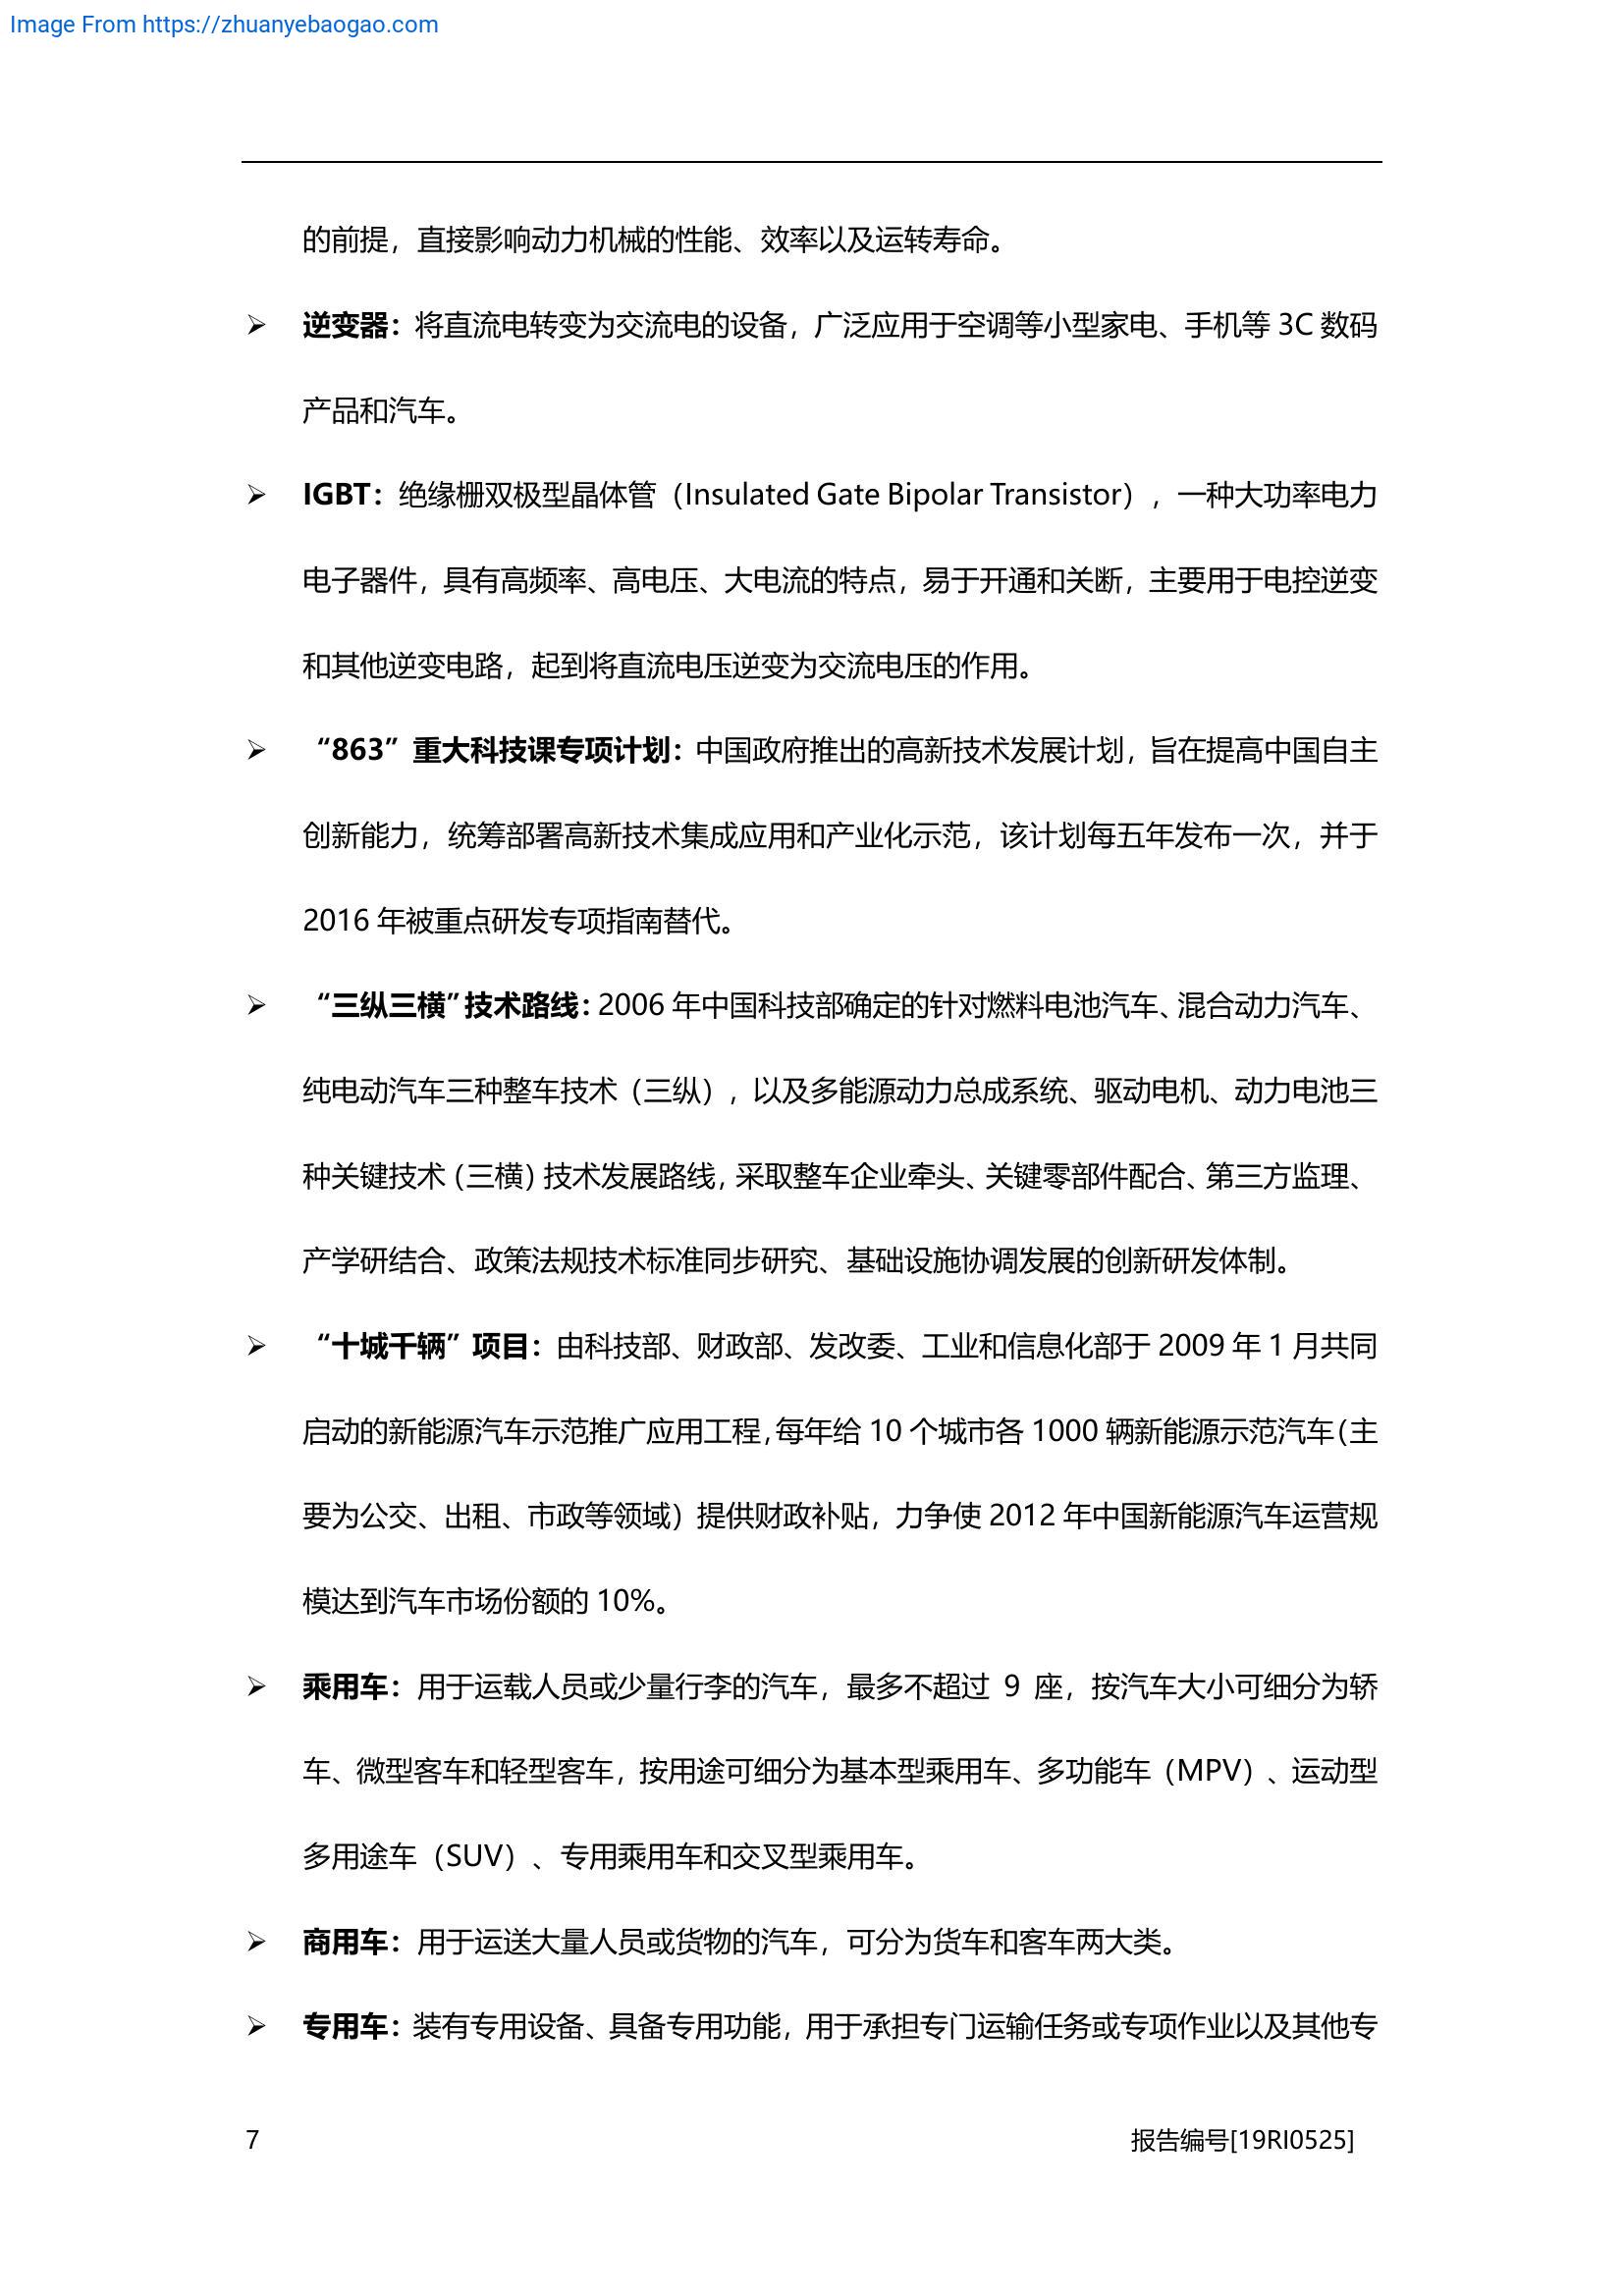 Image From https://zhuanyebaogao.com
的前提，直接影响动力机械的性能、效率以及运转寿命。
➢ 逆变器：将直流电转变为交流电的设备，广泛应用于空调等小型家电、手机等 3C 数码
产品和汽车。
➢ IGBT：绝缘栅双极型晶体管（Insulated Gate Bipolar Transistor），一种大功率电力
电子器件，具有高频率、高电压、大电流的特点，易于开通和关断，主要用于电控逆变
和其他逆变电路，起到将直流电压逆变为交流电压的作用。
➢ “863”重大科技课专项计划：中国政府推出的高新技术发展计划，旨在提高中国自主
创新能力，统筹部署高新技术集成应用和产业化示范，该计划每五年发布一次，并于
2016 年被重点研发专项指南替代。
➢ “三纵三横”技术路线：2006 年中国科技部确定的针对燃料电池汽车、混合动力汽车、
纯电动汽车三种整车技术（三纵），以及多能源动力总成系统、驱动电机、动力电池三
种关键技术（三横）技术发展路线，采取整车企业牵头、关键零部件配合、第三方监理、
产学研结合、政策法规技术标准同步研究、基础设施协调发展的创新研发体制。
➢ “十城千辆”项目：由科技部、财政部、发改委、工业和信息化部于 2009 年 1 月共同
启动的新能源汽车示范推广应用工程，每年给 10 个城市各 1000 辆新能源示范汽车（主
要为公交、出租、市政等领域）提供财政补贴，力争使 2012 年中国新能源汽车运营规
模达到汽车市场份额的 10%。
➢ 乘用车：用于运载人员或少量行李的汽车，最多不超过 9 座，按汽车大小可细分为轿
车、微型客车和轻型客车，按用途可细分为基本型乘用车、多功能车（MPV）、运动型
多用途车（SUV）、专用乘用车和交叉型乘用车。
➢ 商用车：用于运送大量人员或货物的汽车，可分为货车和客车两大类。
➢ 专用车：装有专用设备、具备专用功能，用于承担专门运输任务或专项作业以及其他专
7 报告编号[19RI0525]